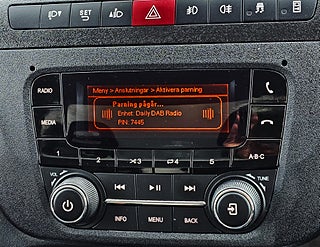 SET
RADIO
Meny > Anslutningar > Aktivera parning
Parning pågår...
Enhet: Daily DAB Radio
PIN: 7445
MEDIA
1 2 3 4 5 A-B-C
VOL
TUNE
INFO MENU BACK